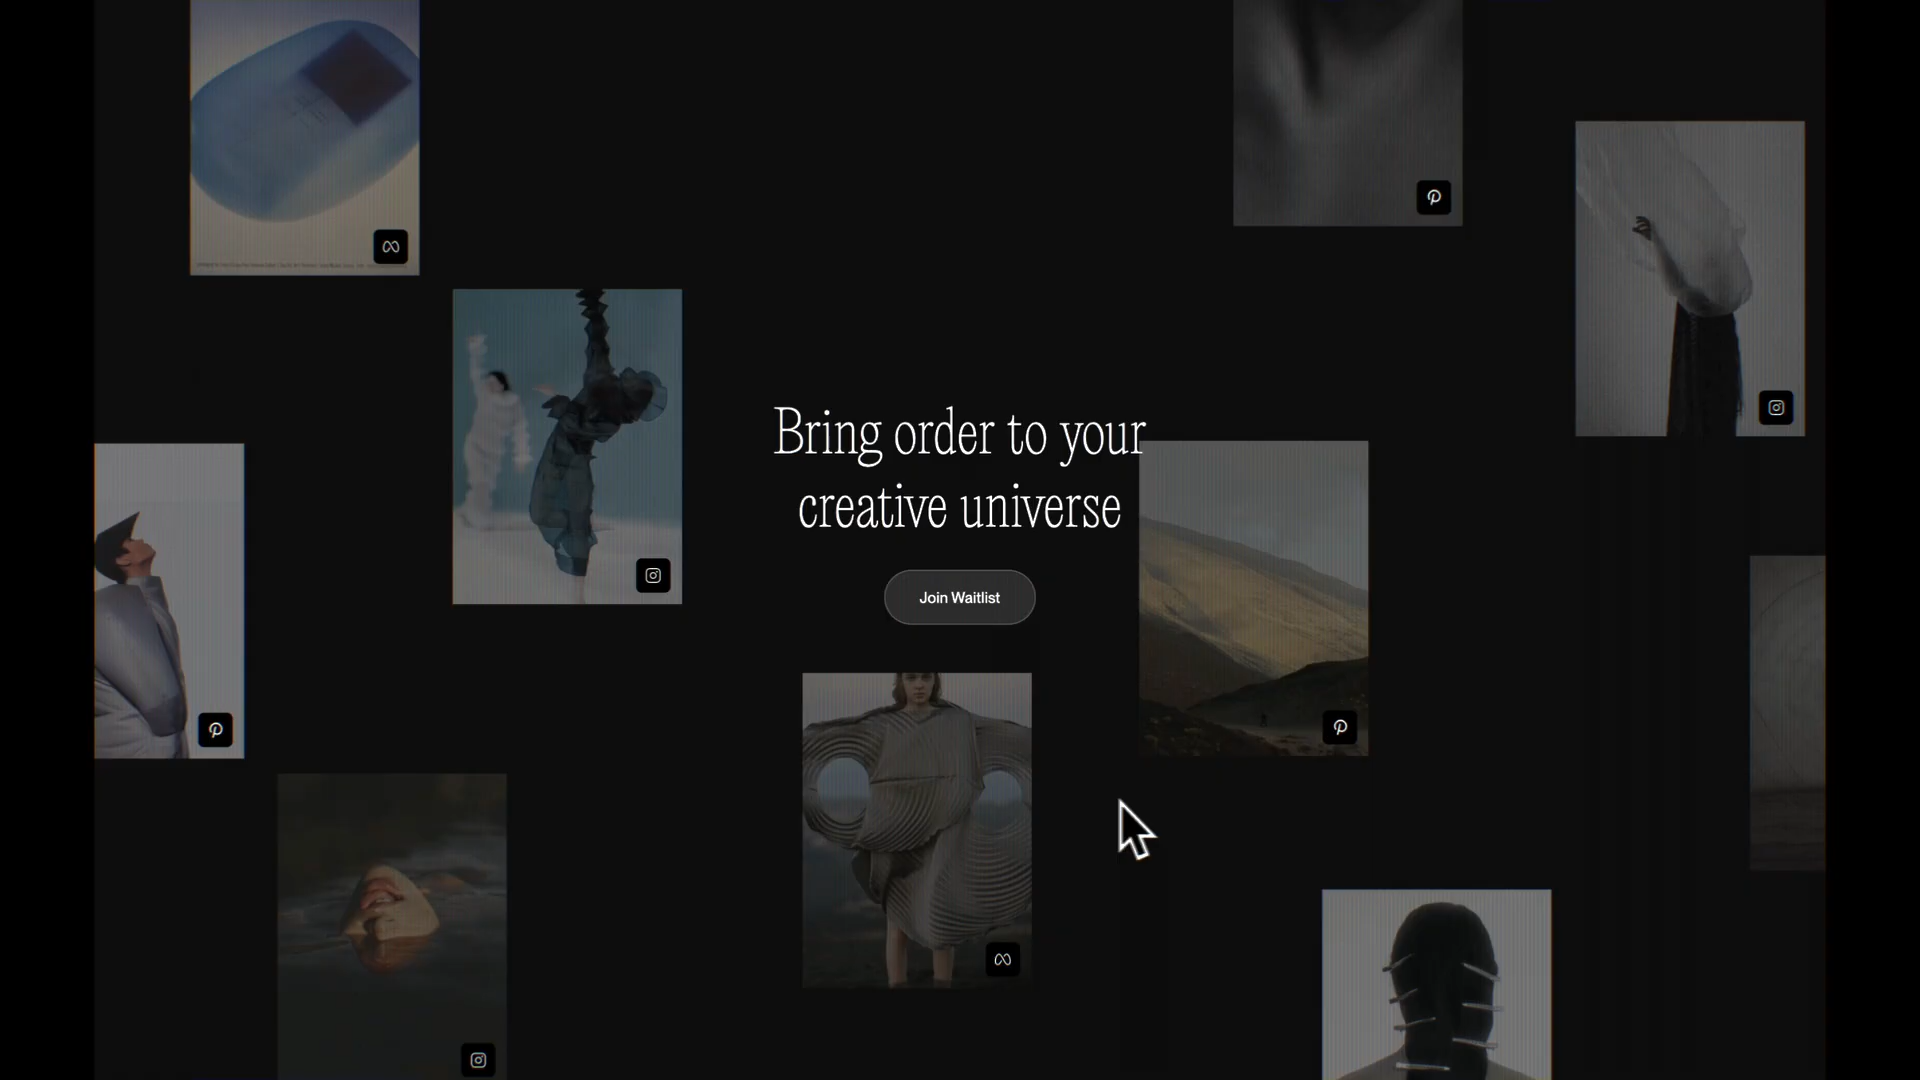 Bring order to your
creative universe
Join Waitlist